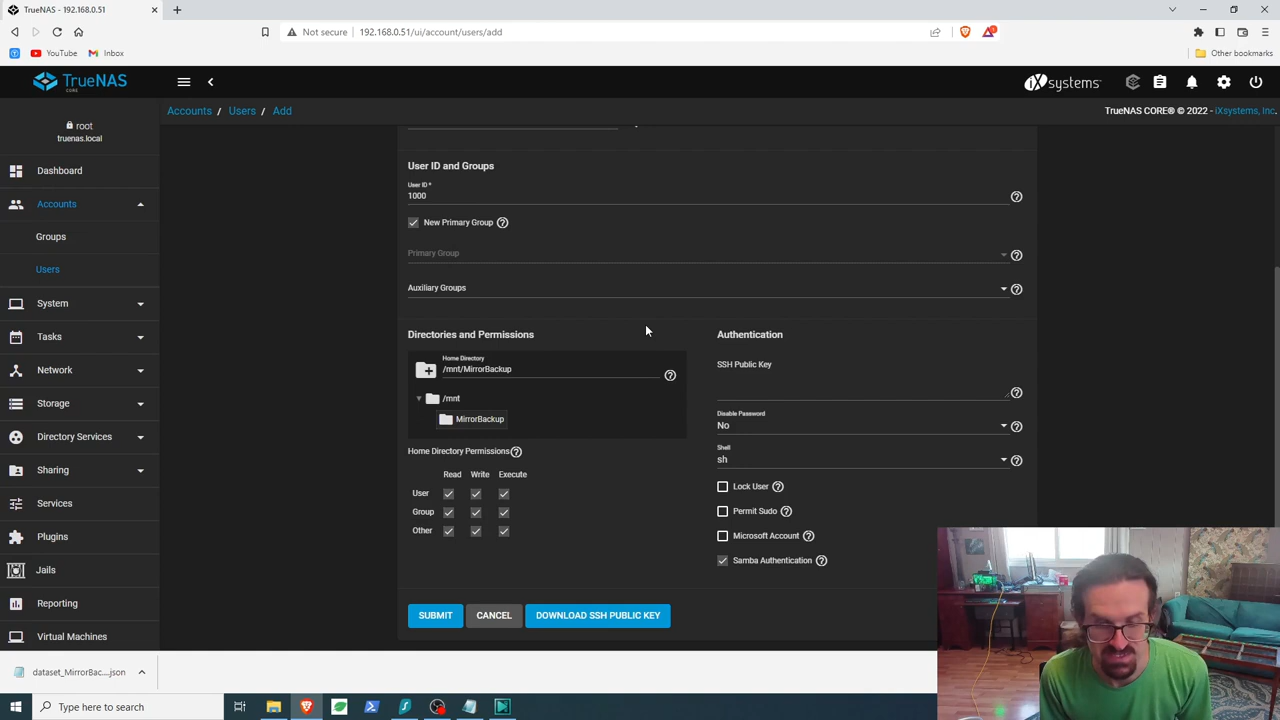 TrueNAS - 192.168.0.51
Not secure 192.168.0.51/ui/account/users/add
YouTube Inbox Other bookmarks
TrueNAS
CORE
iXsystems
Accounts / Users / Add
TrueNAS CORE® © 2022 - iXsystems, Inc.
root
truenas.local
Dashboard
Accounts
Groups
Users
System
Tasks
Network
Storage
Directory Services
Sharing
Services
Plugins
Jails
Reporting
Virtual Machines
User ID and Groups
User ID *
1000
New Primary Group
Primary Group
Auxiliary Groups
Directories and Permissions
Home Directory
/mnt/MirrorBackup
/mnt
MirrorBackup
Home Directory Permissions
Read Write Execute
User
Group
Other
Authentication
SSH Public Key
Disable Password
No
Shell
sh
Lock User
Permit Sudo
Microsoft Account
Samba Authentication
SUBMIT CANCEL DOWNLOAD SSH PUBLIC KEY
dataset_MirrorBac....json
Type here to search